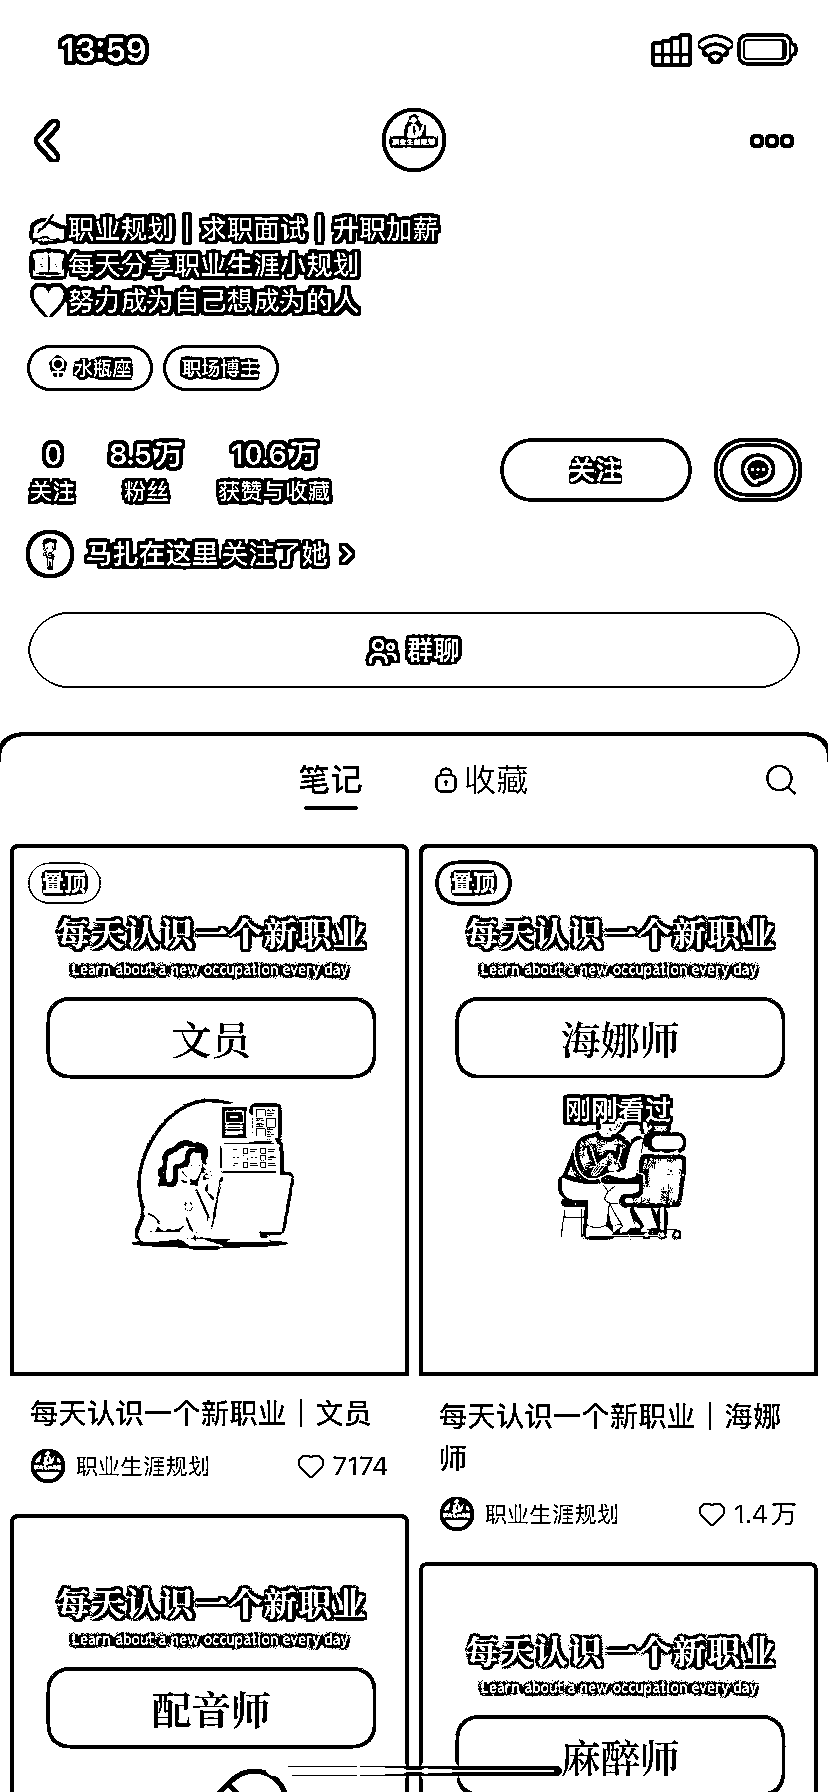 13:59
职业规划｜求职面试｜升职加薪
每天分享职业生涯小规划
努力成为自己想成为的人
水瓶座
职场博主
0
8.5万
10.6万
关注
粉丝
获赞与收藏
关注
马扎在这里关注了她
群聊
笔记
收藏
置顶
每天认识一个新职业
Learn about a new occupation every day
文员
每天认识一个新职业｜文员
职业生涯规划
7174
置顶
每天认识一个新职业
Learn about a new occupation every day
海娜师
刚刚看过
每天认识一个新职业｜海娜
师
职业生涯规划
1.4万
每天认识一个新职业
Learn about a new occupation every day
配音师
每天认识一个新职业
Learn about a new occupation every day
麻醉师